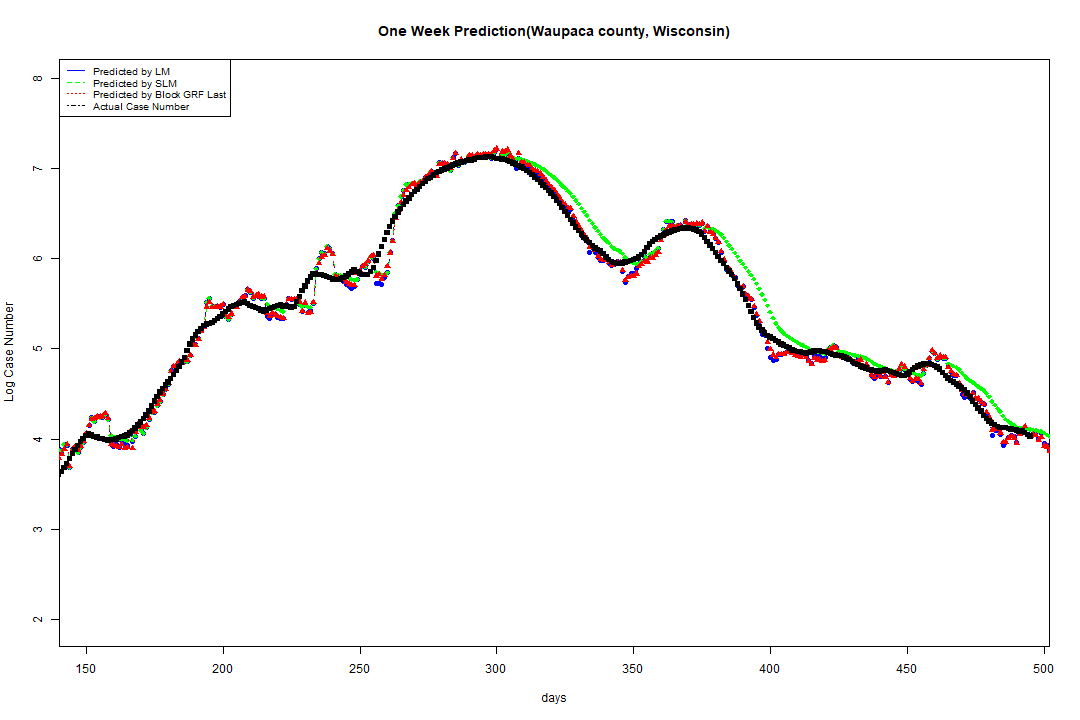 One Week Prediction(Waupaca county, Wisconsin)
Predicted by LM
Predicted by SLM
Predicted by Block GRF Last
Actual Case Number
8
7
6
5
4
3
2
Log Case Number
150 200 250 300 350 400 450 500
days